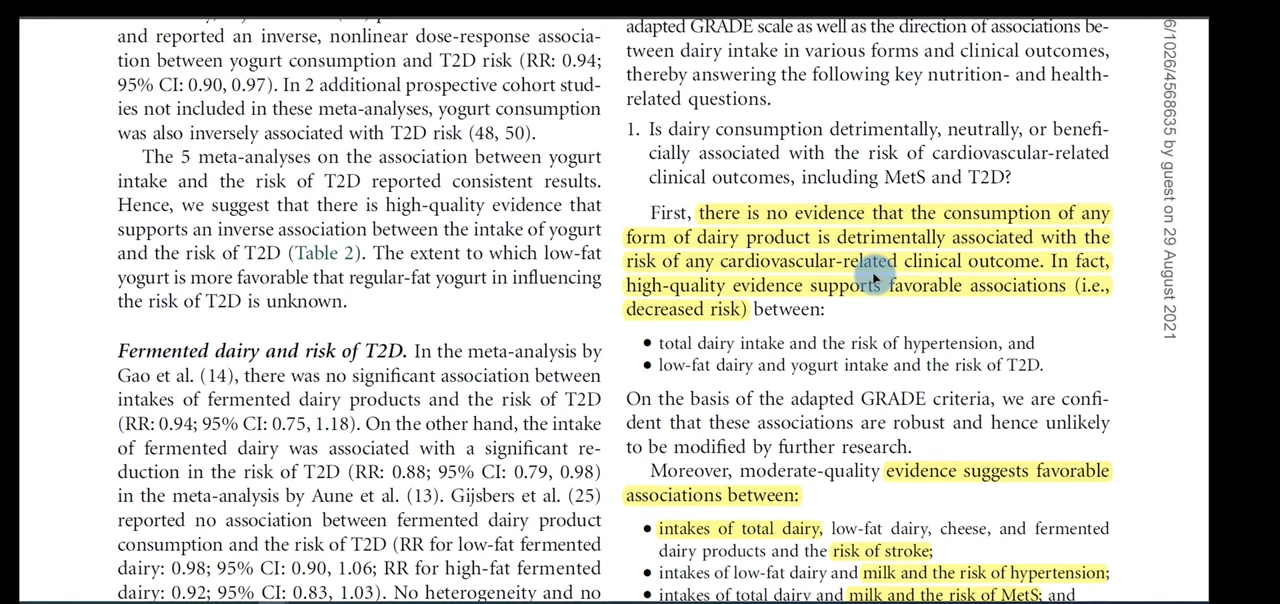 and reported an inverse, nonlinear dose-response associa-
tion between yogurt consumption and T2D risk (RR: 0.94;
95% CI: 0.90, 0.97). In 2 additional prospective cohort stud-
ies not included in these meta-analyses, yogurt consumption
was also inversely associated with T2D risk (48, 50).
The 5 meta-analyses on the association between yogurt
intake and the risk of T2D reported consistent results.
Hence, we suggest that there is high-quality evidence that
supports an inverse association between the intake of yogurt
and the risk of T2D (Table 2). The extent to which low-fat
yogurt is more favorable that regular-fat yogurt in influencing
the risk of T2D is unknown.
Fermented dairy and risk of T2D. In the meta-analysis by
Gao et al. (14), there was no significant association between
intakes of fermented dairy products and the risk of T2D
(RR: 0.94; 95% CI: 0.75, 1.18). On the other hand, the intake
of fermented dairy was associated with a significant re-
duction in the risk of T2D (RR: 0.88; 95% CI: 0.79, 0.98)
in the meta-analysis by Aune et al. (13). Gijsbers et al. (25)
reported no association between fermented dairy product
consumption and the risk of T2D (RR for low-fat fermented
dairy: 0.98; 95% CI: 0.90, 1.06; RR for high-fat fermented
dairy: 0.92; 95% CI: 0.83, 1.03). No heterogeneity and no
adapted GRADE scale as well as the direction of associations be-
tween dairy intake in various forms and clinical outcomes,
thereby answering the following key nutrition- and health-
related questions.
1. Is dairy consumption detrimentally, neutrally, or benefi-
cially associated with the risk of cardiovascular-related
clinical outcomes, including MetS and T2D?
First, there is no evidence that the consumption of any
form of dairy product is detrimentally associated with the
risk of any cardiovascular-related clinical outcome. In fact,
high-quality evidence supports favorable associations (i.e.,
decreased risk) between:
• total dairy intake and the risk of hypertension, and
• low-fat dairy and yogurt intake and the risk of T2D.
On the basis of the adapted GRADE criteria, we are confi-
dent that these associations are robust and hence unlikely
to be modified by further research.
Moreover, moderate-quality evidence suggests favorable
associations between:
• intakes of total dairy, low-fat dairy, cheese, and fermented
dairy products and the risk of stroke;
• intakes of low-fat dairy and milk and the risk of hypertension;
• intakes of total dairy and milk and the risk of MetS; and
6/1026/4568635 by guest on 29 August 2021